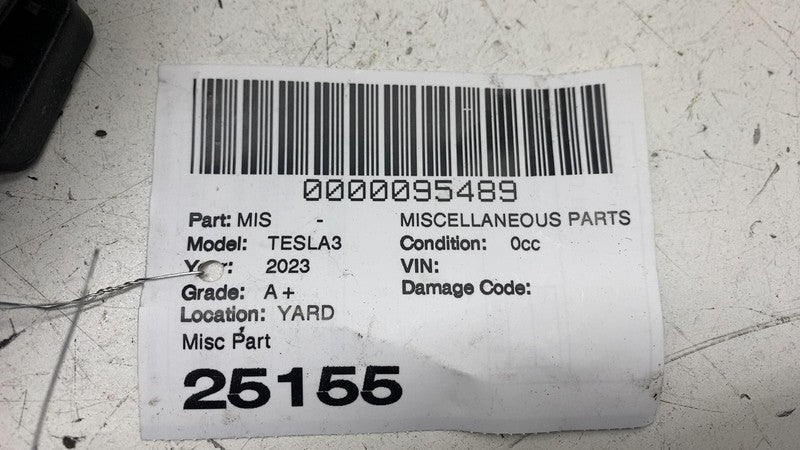 0000095489
Part: MIS - MISCELLANEOUS PARTS
Model: TESLA3 Condition: 0cc
Year: 2023 VIN:
Grade: A+ Damage Code:
Location: YARD
Misc Part
25155